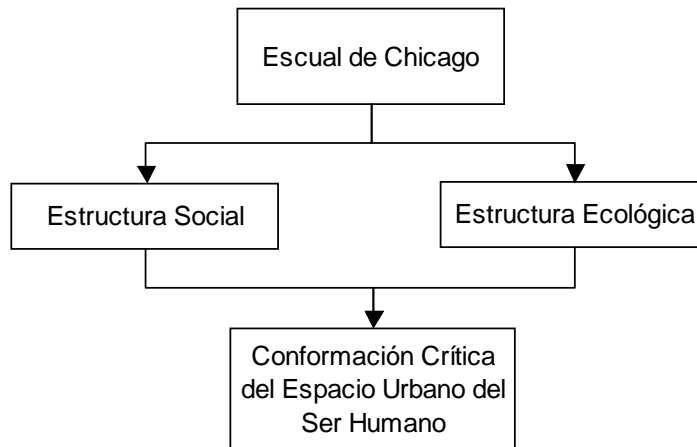 Escual de Chicago
Estructura Social
Estructura Ecológica
Conformación Crítica
del Espacio Urbano del
Ser Humano